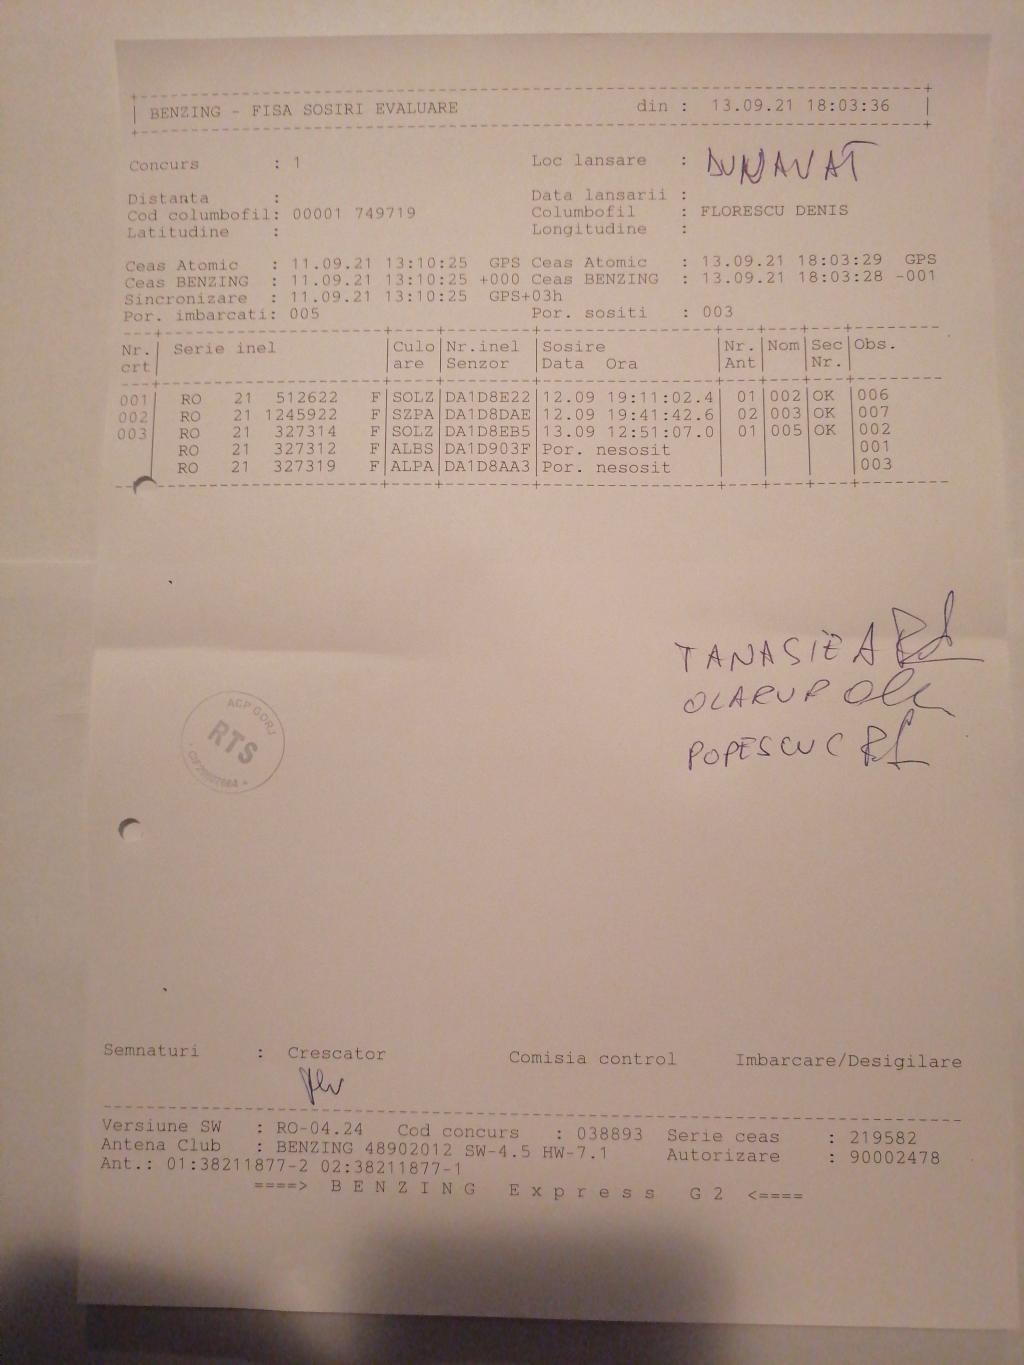 BENZING - FISA SOSIRI EVALUARE din : 13.09.21 18:03:36
Concurs : 1 Loc lansare : DUNAVAT
Distanta : Data lansarii :
Cod columbofil: 00001 749719 Columbofil : FLORESCU DENIS
Latitudine : Longitudine :
Ceas Atomic : 11.09.21 13:10:25 GPS Ceas Atomic : 13.09.21 18:03:29 GPS
Ceas BENZING : 11.09.21 13:10:25 +000 Ceas BENZING : 13.09.21 18:03:28 -001
Sincronizare : 11.09.21 13:10:25 GPS+03h
Por. imbarcati: 005 Por. sositi : 003
Nr. Serie inel Culo Nr.inel Sosire Nr. Nom Sec Obs.
crt are Senzor Data Ora Ant Nr.
001 RO 21 512622 F SOLZ DA1D8E22 12.09 19:11:02.4 01 002 OK 006
002 RO 21 1245922 F SZPA DA1D8DAE 12.09 19:41:42.6 02 003 OK 007
003 RO 21 327314 F SOLZ DA1D8EB5 13.09 12:51:07.0 01 005 OK 002
RO 21 327312 F ALBS DA1D903F Por. nesosit 001
RO 21 327319 F ALPA DA1D8AA3 Por. nesosit 003
TANASIE A
OLARU P
POPESCU C
ACP GORJ
RTS
Semnaturi : Crescator Comisia control Imbarcare/Desigilare
Versiune SW : RO-04.24 Cod concurs : 038893 Serie ceas : 219582
Antena Club : BENZING 48902012 SW-4.5 HW-7.1 Autorizare : 90002478
Ant.: 01:38211877-2 02:38211877-1
====> B E N Z I N G E x p r e s s G 2 <====